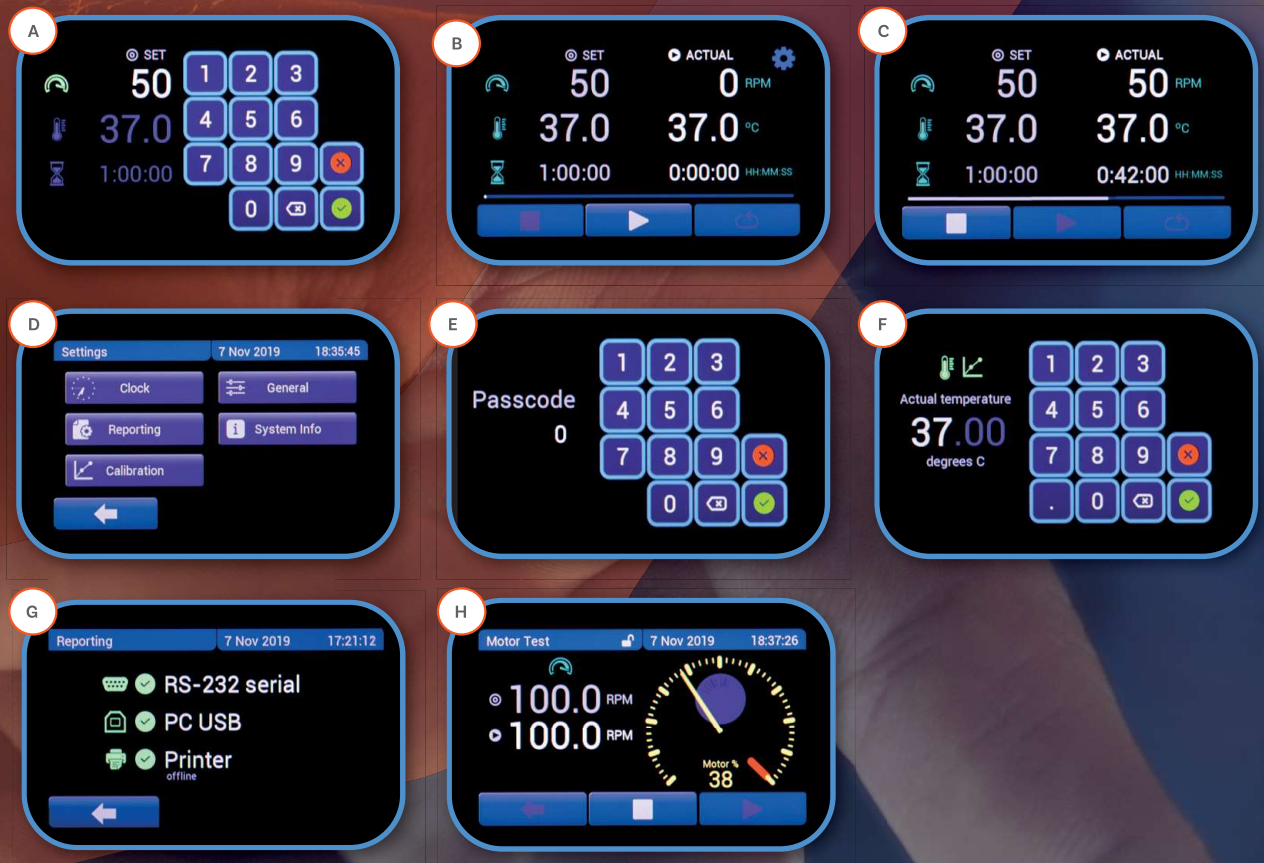 A
SET
50
37.0
1:00:00
1 2 3
4 5 6
7 8 9
0
B
SET ACTUAL
50 0 RPM
37.0 37.0 ºC
1:00:00 0:00:00 HH:MM:SS
C
SET ACTUAL
50 50 RPM
37.0 37.0 ºC
1:00:00 0:42:00 HH:MM:SS
D
Settings 7 Nov 2019 18:35:45
Clock General
Reporting System Info
Calibration
E
Passcode
0
1 2 3
4 5 6
7 8 9
0
F
Actual temperature
37.00
degrees C
1 2 3
4 5 6
7 8 9
. 0
G
Reporting 7 Nov 2019 17:21:12
RS-232 serial
PC USB
Printer
offline
H
Motor Test 7 Nov 2019 18:37:26
100.0 RPM
100.0 RPM
Motor %
38